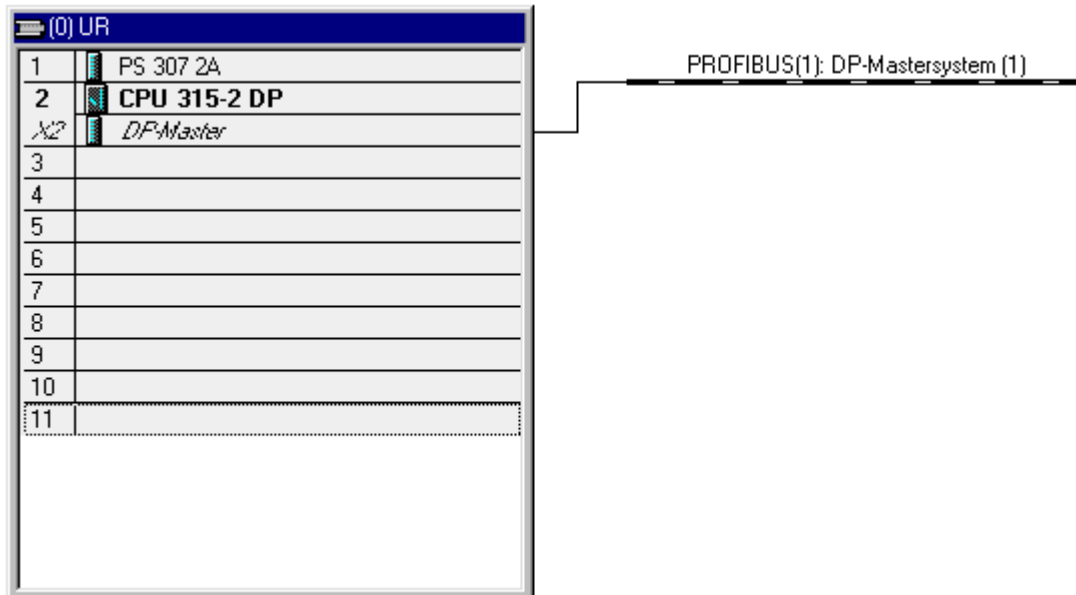 (0) UR
1 PS 307 2A
2 CPU 315-2 DP
X2 DP-Master
3
4
5
6
7
8
9
10
11
PROFIBUS(1): DP-Mastersystem (1)